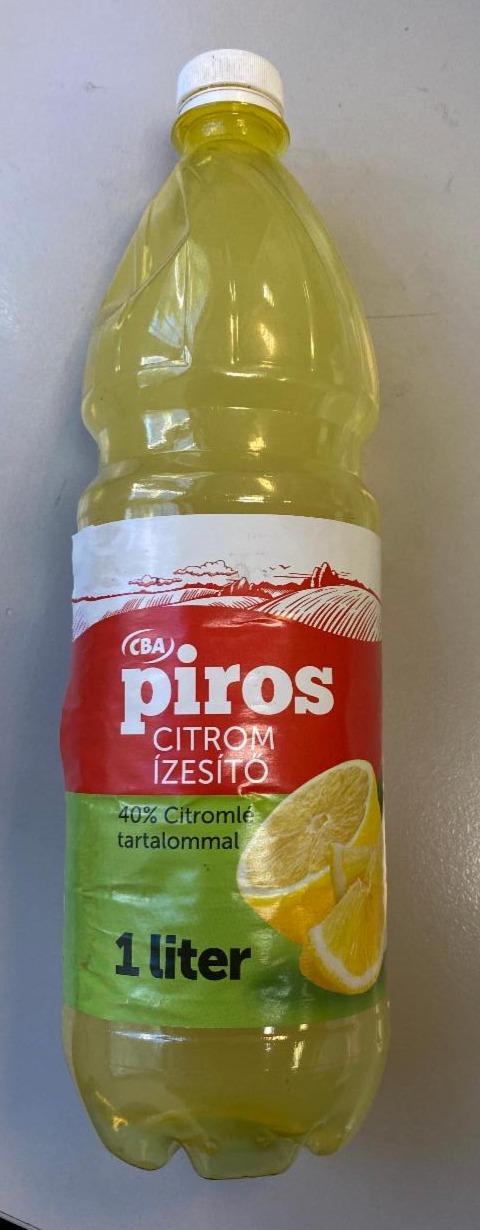 CBA
piros
CITROM
ÍZESÍTŐ
40% Citromlé
tartalommal
1 liter